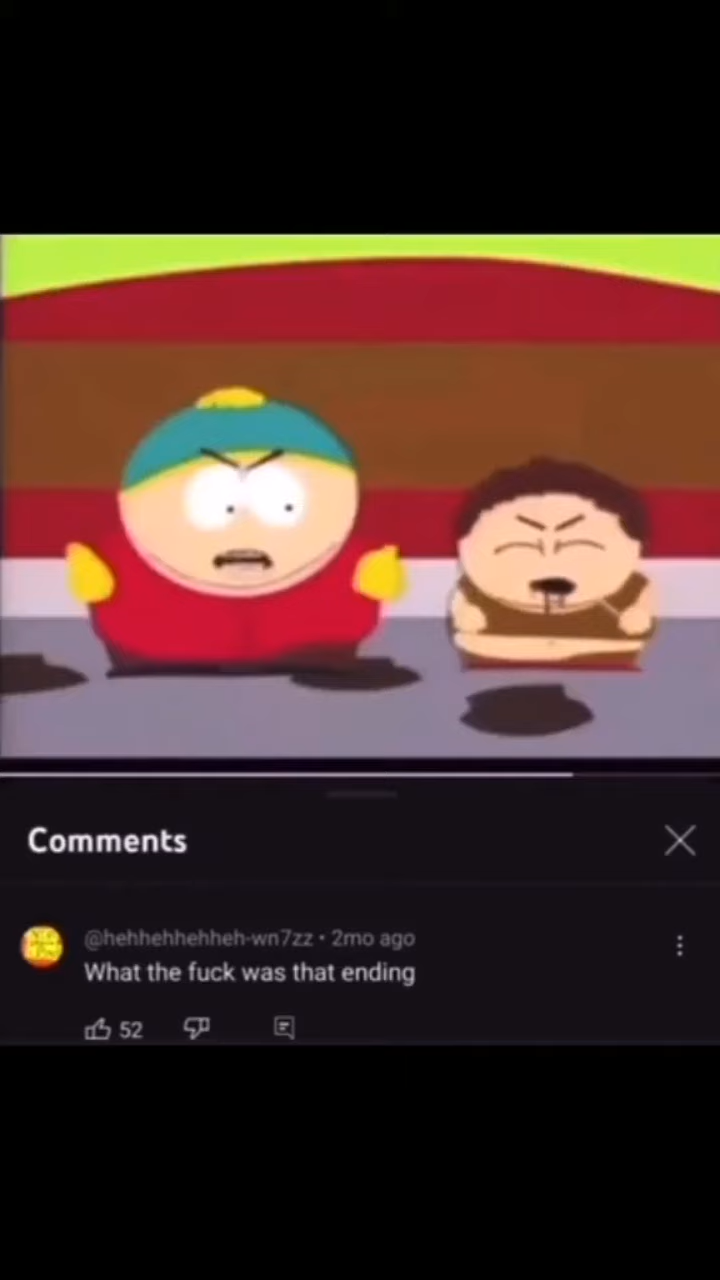 Comments
@hehhehhehheh-wn7zz • 2mo ago
What the fuck was that ending
52